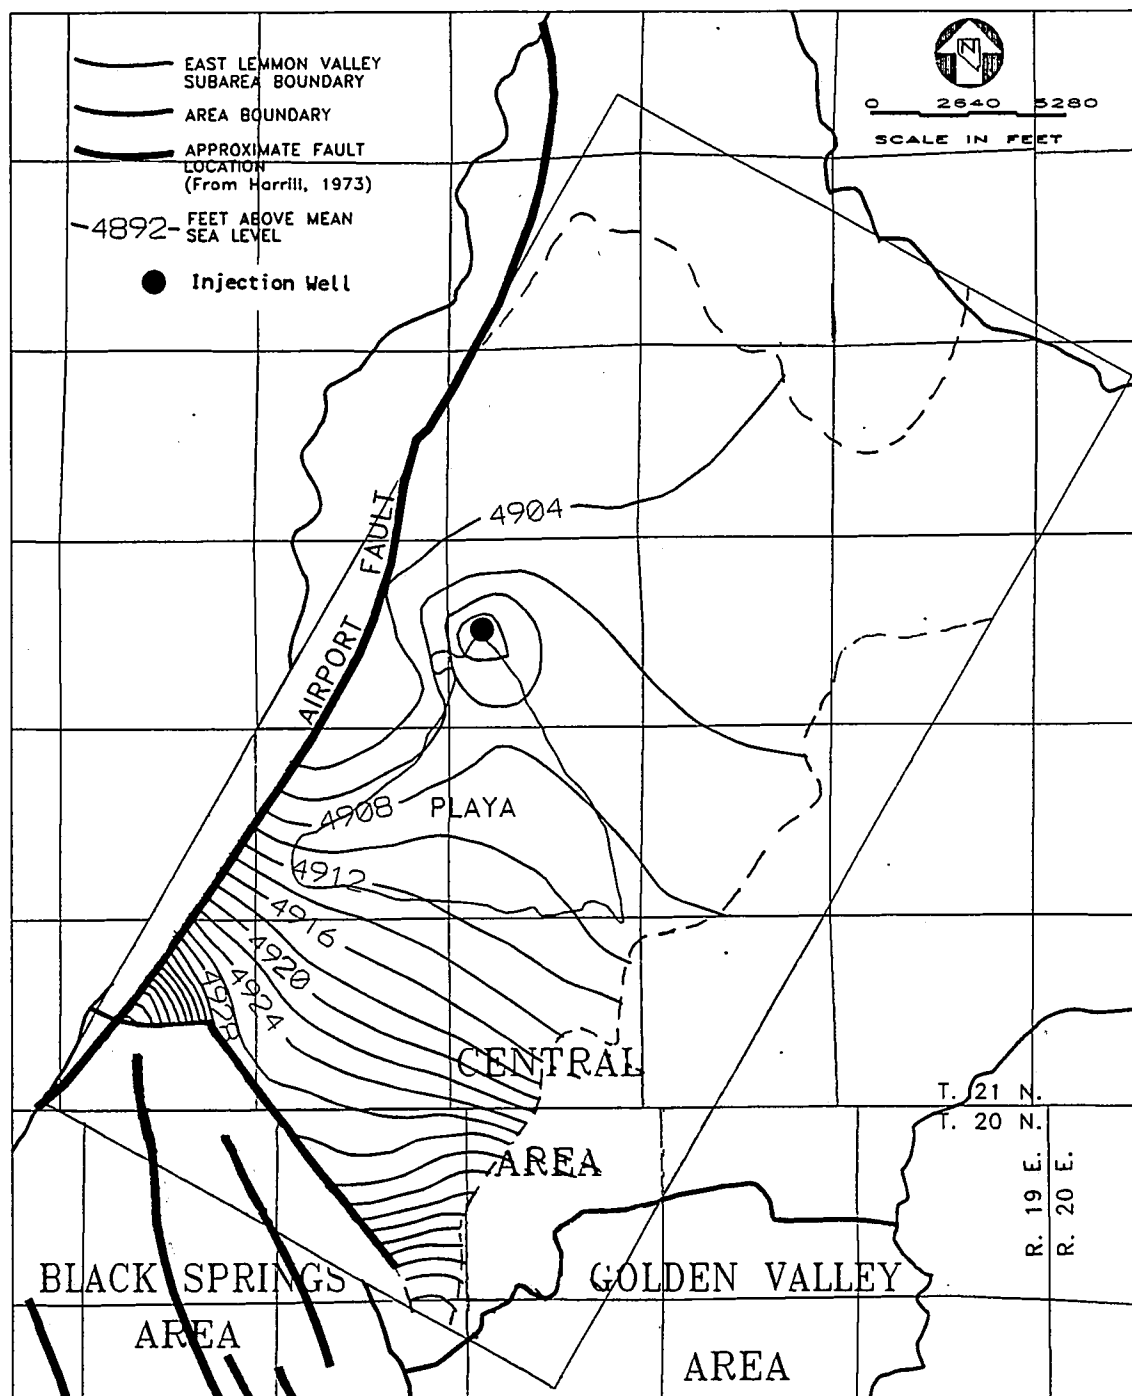 EAST LEMMON VALLEY
SUBAREA BOUNDARY
AREA BOUNDARY
APPROXIMATE FAULT
LOCATION
(From Harrill, 1973)
-4892- FEET ABOVE MEAN
SEA LEVEL
Injection Well
N
0 2640 5280
SCALE IN FEET
4904
AIRPORT FAULT
4908
PLAYA
4912
4916
4920
4924
4928
CENTRAL
AREA
T. 21 N.
T. 20 N.
R. 19 E.
R. 20 E.
BLACK SPRINGS
AREA
GOLDEN VALLEY
AREA